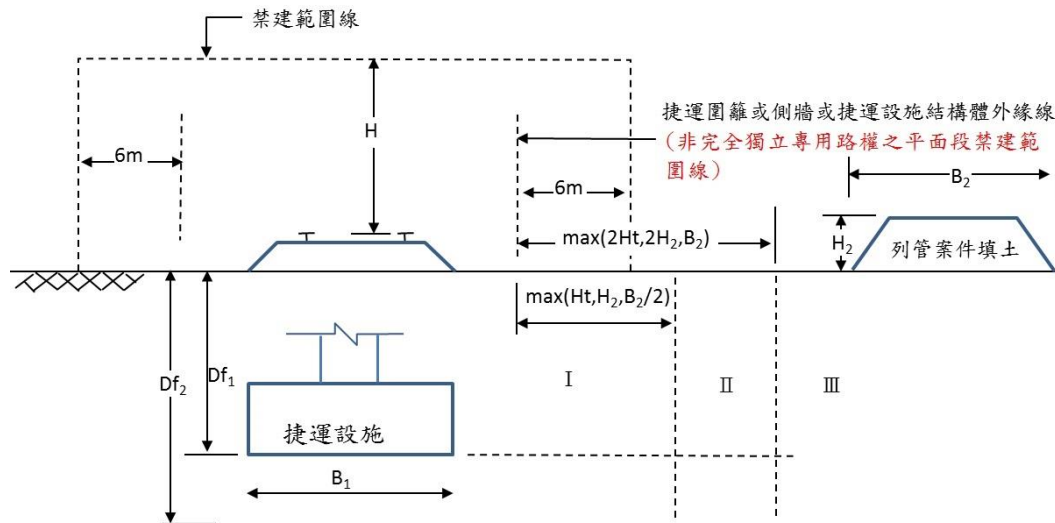 禁建範圍線
捷運圍籬或側牆或捷運設施結構體外緣線
(非完全獨立專用路權之平面段禁建範
圍線)
H
6m
6m
B₂
max(2Ht,2H₂,B₂)
H₂
列管案件填土
max(Ht,H₂,B₂/2)
Df₂
Df₁
Ⅰ
Ⅱ
Ⅲ
捷運設施
B₁